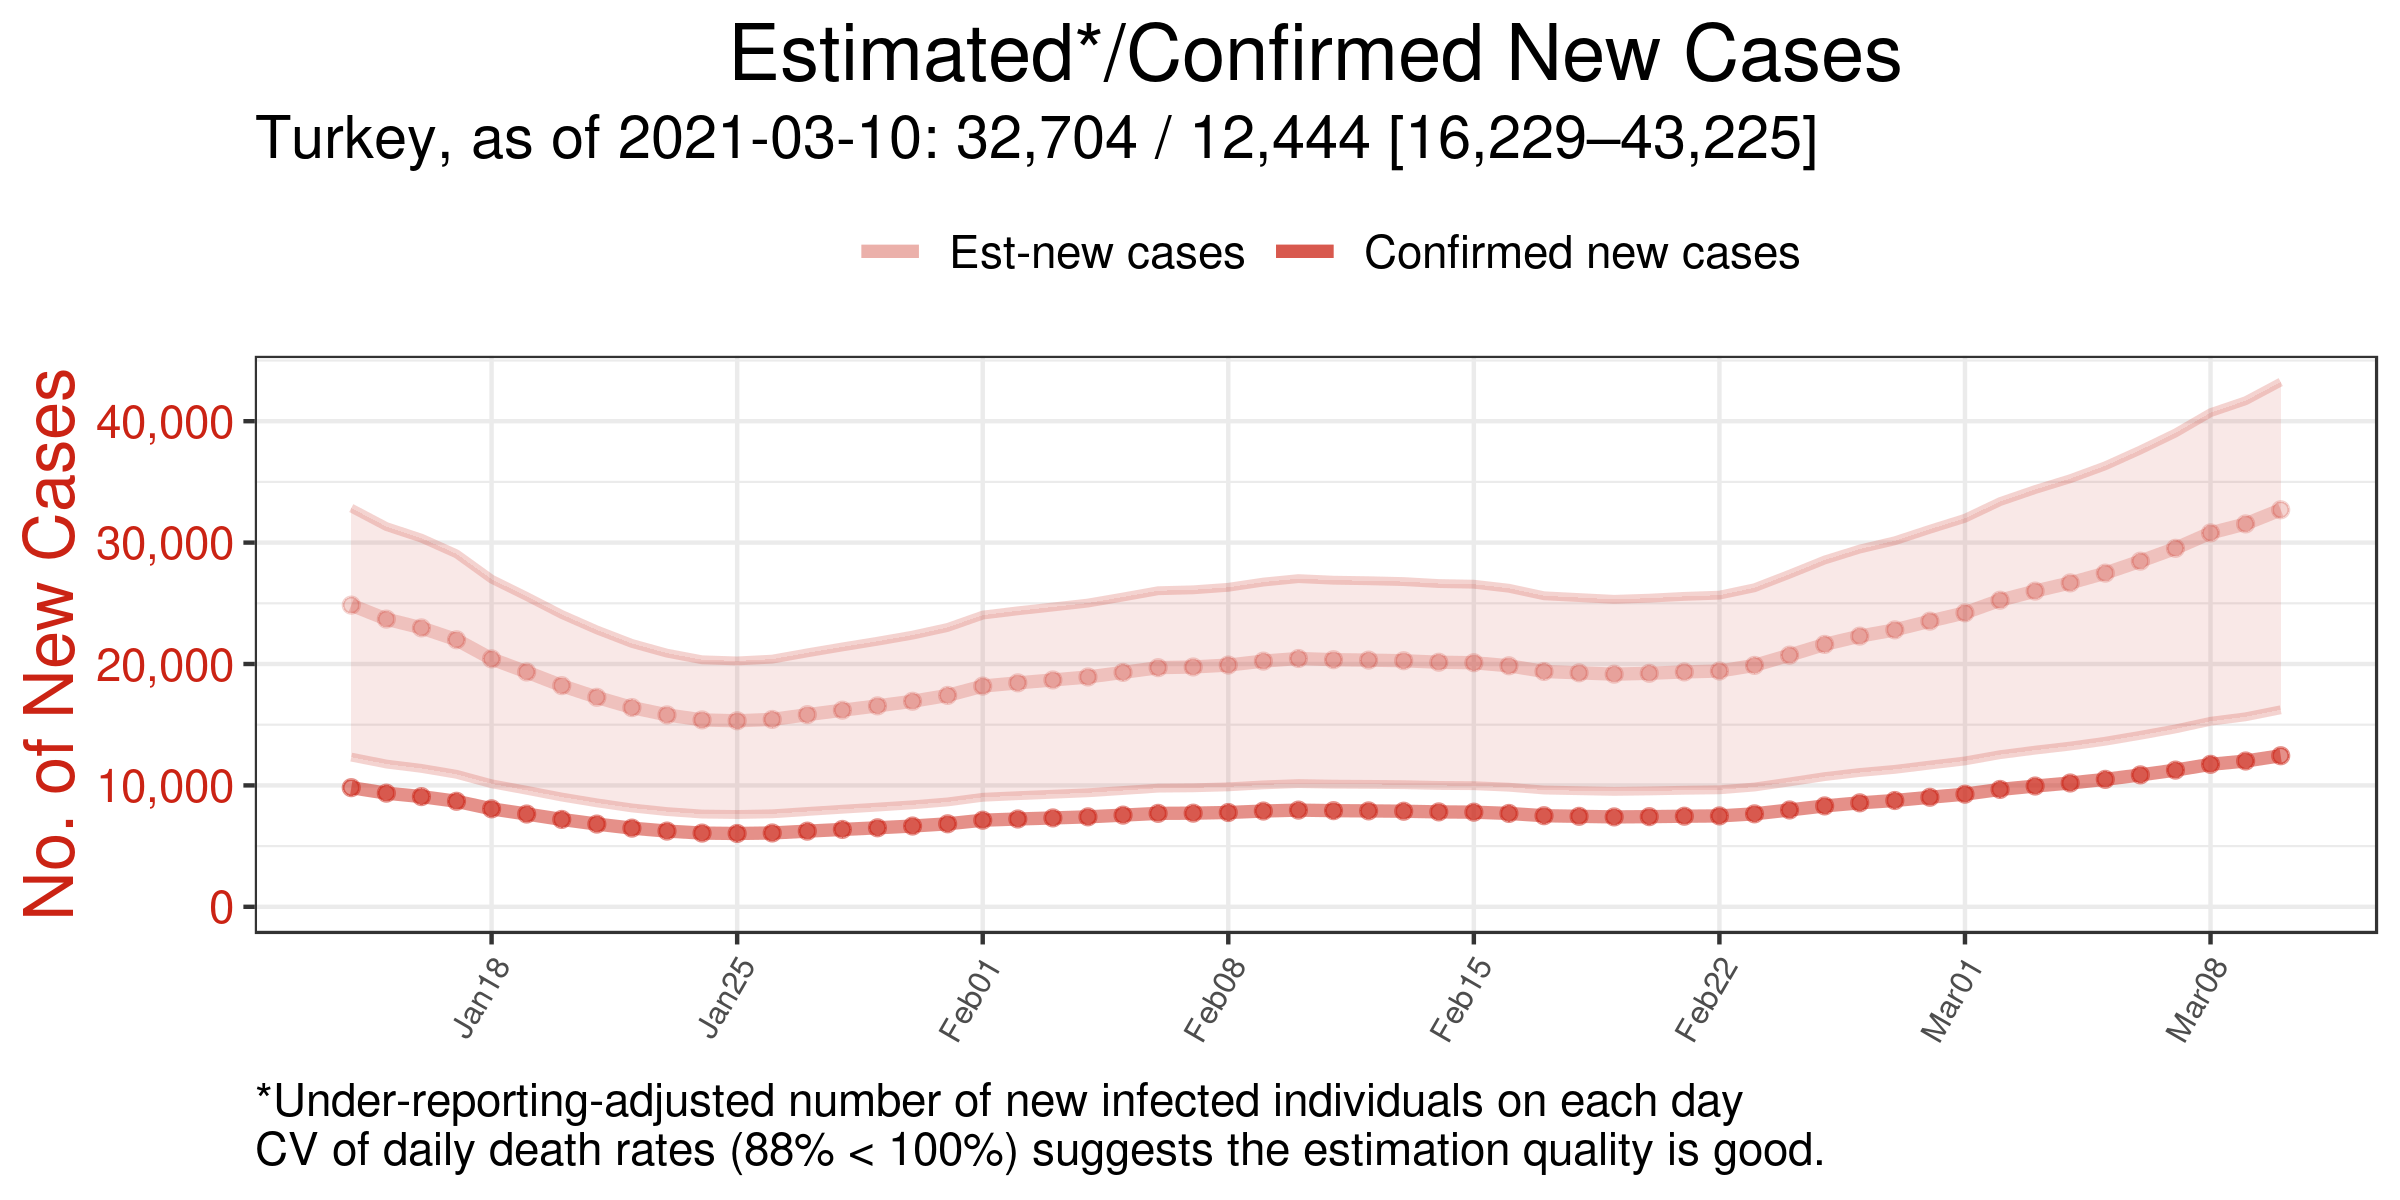 Estimated*/Confirmed New Cases
Turkey, as of 2021-03-10: 32,704 / 12,444 [16,229–43,225]
Est-new cases
Confirmed new cases
No. of New Cases
40,000
30,000
20,000
10,000
0
Jan18
Jan25
Feb01
Feb08
Feb15
Feb22
Mar01
Mar08
*Under-reporting-adjusted number of new infected individuals on each day
CV of daily death rates (88% < 100%) suggests the estimation quality is good.